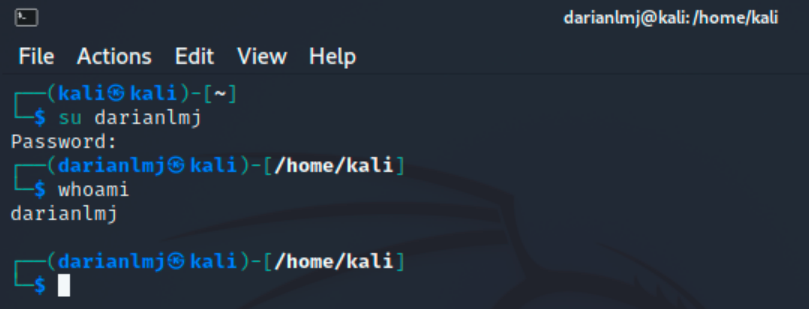 darianlmj@kali: /home/kali
File Actions Edit View Help
┌──(kali㉿kali)-[~]
└─$ su darianlmj
Password:
┌──(darianlmj㉿kali)-[/home/kali]
└─$ whoami
darianlmj
┌──(darianlmj㉿kali)-[/home/kali]
└─$